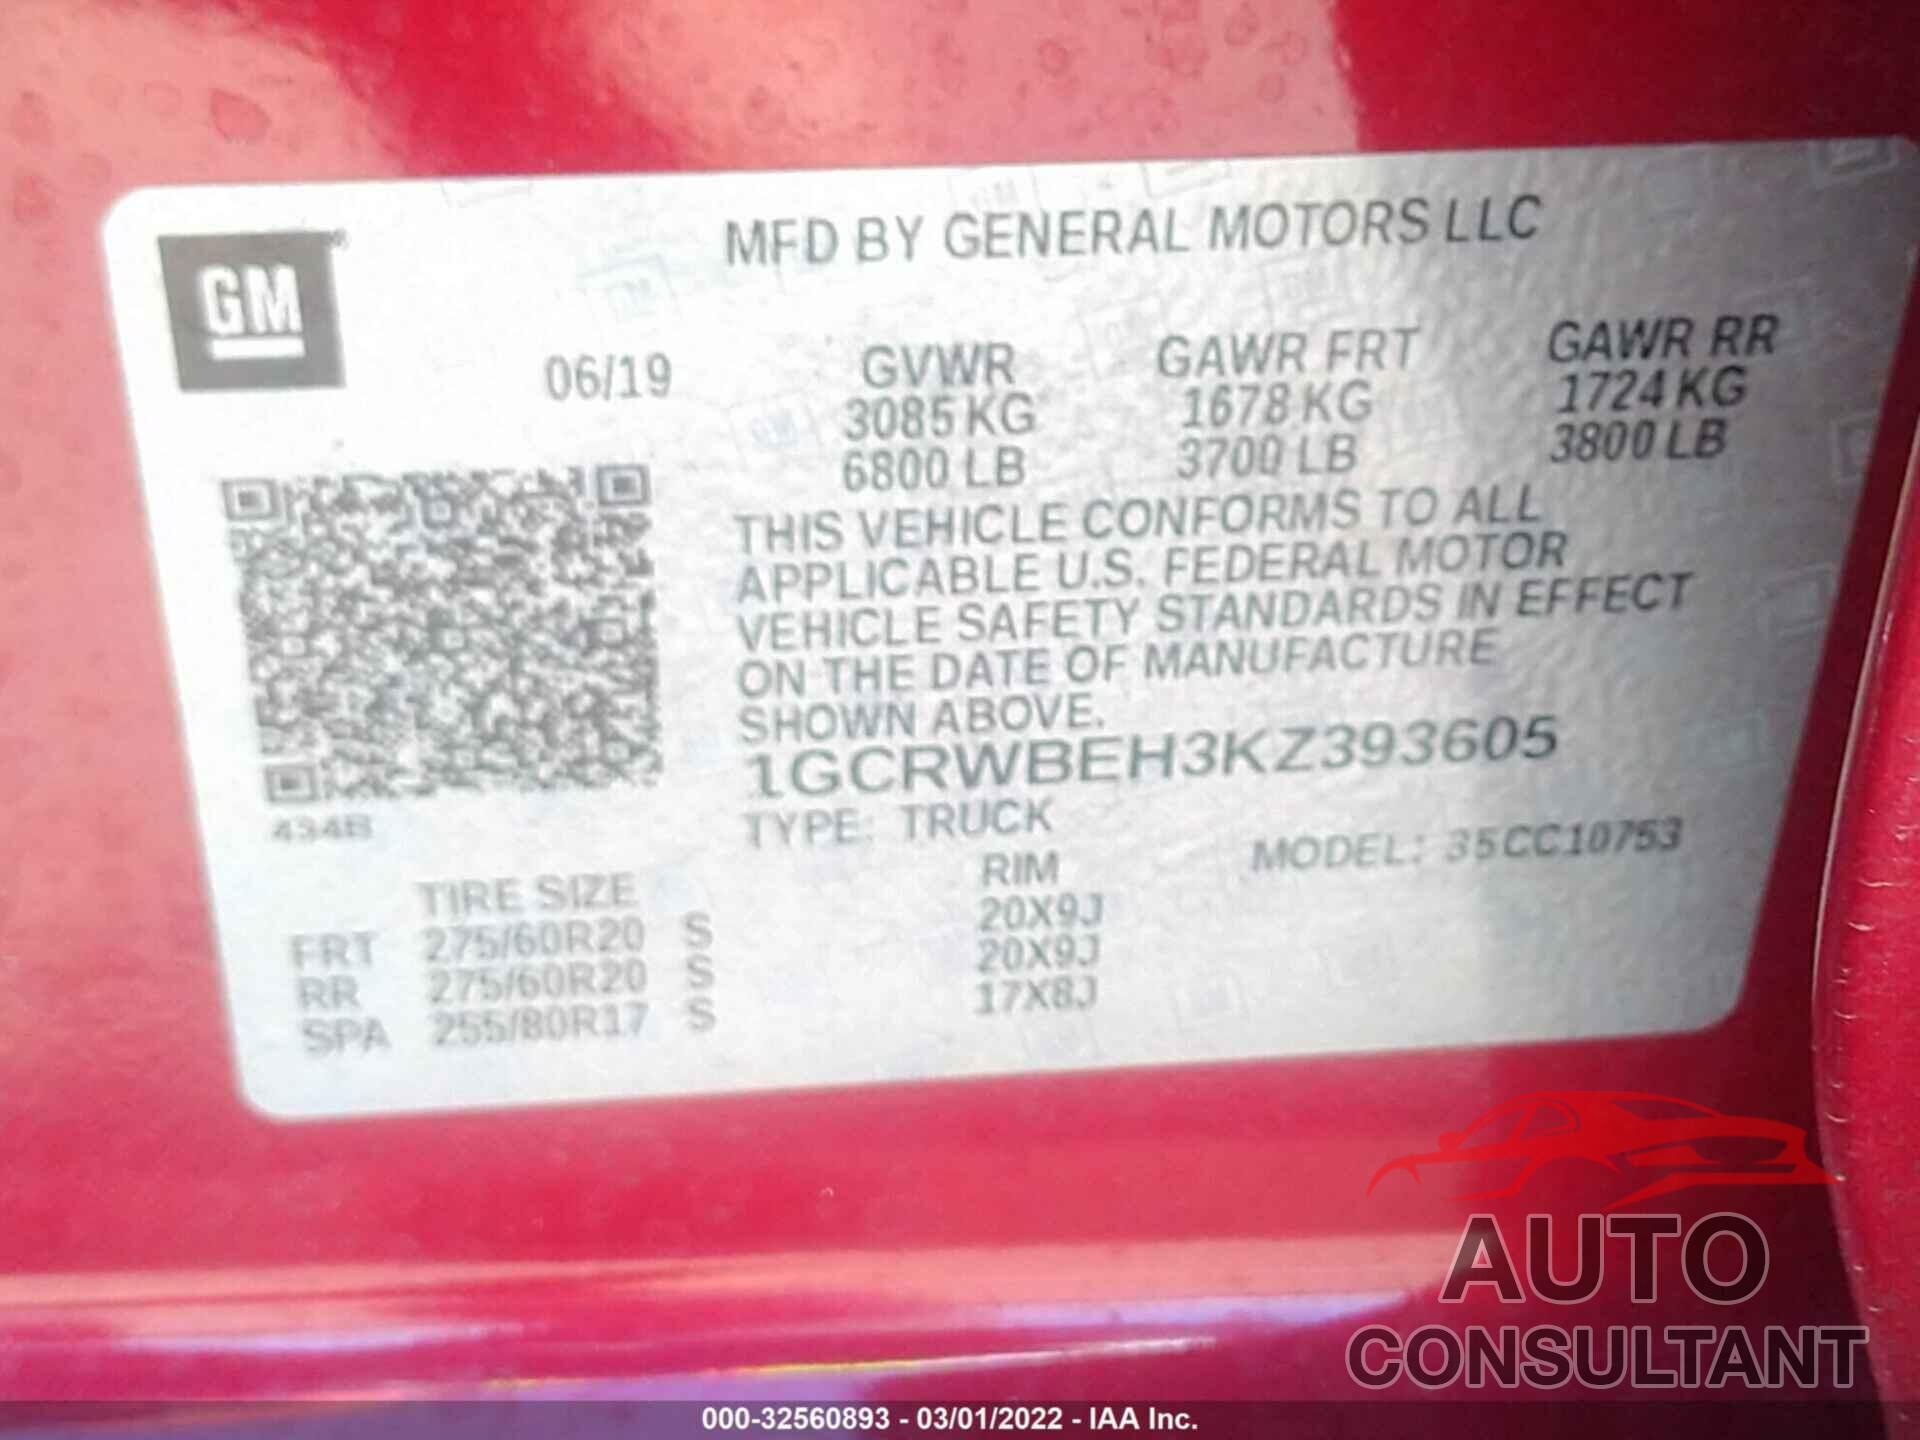 GM®
MFD BY GENERAL MOTORS LLC
06/19
GVWR GAWR FRT GAWR RR
3085 KG 1678 KG 1724 KG
6800 LB 3700 LB 3800 LB
THIS VEHICLE CONFORMS TO ALL
APPLICABLE U.S. FEDERAL MOTOR
VEHICLE SAFETY STANDARDS IN EFFECT
ON THE DATE OF MANUFACTURE
SHOWN ABOVE.
1GCRWBEH3KZ393605
434B
TYPE: TRUCK
MODEL: 35CC10753
TIRE SIZE RIM
FRT 275/60R20 S 20X9J
RR 275/60R20 S 20X9J
SPA 255/80R17 S 17X8J
AUTO
CONSULTANT
000-32560893 - 03/01/2022 - IAA Inc.